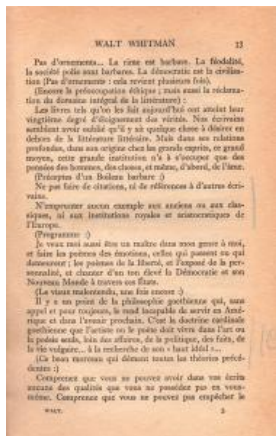 WALT WHITMAN 33
Pas d'ornements... La rime est barbare. La féodalité,
la société polie sont barbares. La démocratie est la civilisa-
tion (Pas d'ornements : cela revient plusieurs fois).
(Encore la préoccupation éthique ; mais aussi la réclama-
tion du domaine intégral de la littérature) :
Les livres tels qu'on les fait aujourd'hui ont atteint leur
vingtième degré d'éloignement des vérités. Nos écrivains
semblent avoir oublié qu'il y a quelque chose à désirer en
dehors de la littérature littéraire. Mais dans ses relations
profondes, dans son origine chez les grands esprits, ce grand
moyen, cette grande institution n'a à s'occuper que des
pensées des hommes, des choses, et même, d'abord, de l'âme.
(Préceptes d'un Boileau barbare :)
Ne pas faire de citations, ni de références à d'autres écri-
vains.
N'emprunter aucun exemple aux anciens ou aux clas-
siques, ni aux institutions royales et aristocratiques de
l'Europe.
(Programme :)
Je veux moi aussi être un maître dans mon genre à moi,
et faire les poèmes des émotions, celles qui passent ou qui
demeurent ; les poèmes de la liberté, et l'exposé de la per-
sonnalité, et chanter d'un ton élevé la Démocratie et son
Nouveau Monde à travers ces États.
(Le vieux malentendu, une fois encore :)
Il y a un point de la philosophie goethienne qui, sans
appel et pour toujours, le rend incapable de servir en Amé-
rique et dans l'avenir prochain. C'est la doctrine cardinale
goethienne que l'artiste ou le poète doit vivre dans l'art ou
la poésie seuls, loin des affaires, de la politique, des faits, de
la vie vulgaire... à la recherche de son « haut idéal »...
(Ce beau morceau qui dément toutes les théories précé-
dentes :)
Comprenez que vous ne pouvez avoir dans vos écrits
aucune des qualités que vous ne possédez pas en vous-
même. Comprenez que vous ne pouvez pas empêcher le
WALT. 3